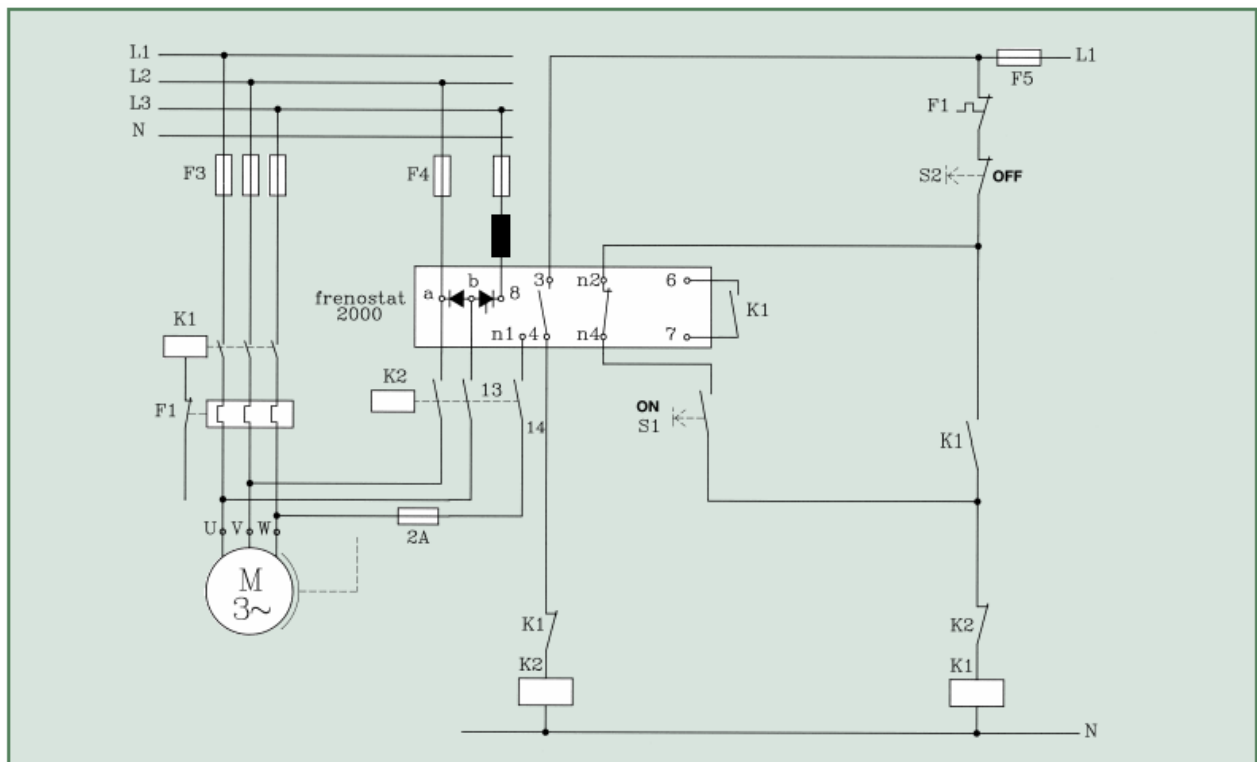 L1
L2
L3
N
L1
F5
F1
F3
F4
S2
OFF
b
3
n2
6
frenostat
2000
a
8
K1
K1
n1
4
n4
7
K2
13
ON
S1
F1
14
K1
U
V
W
2A
M
3~
K1
K2
K2
K1
N